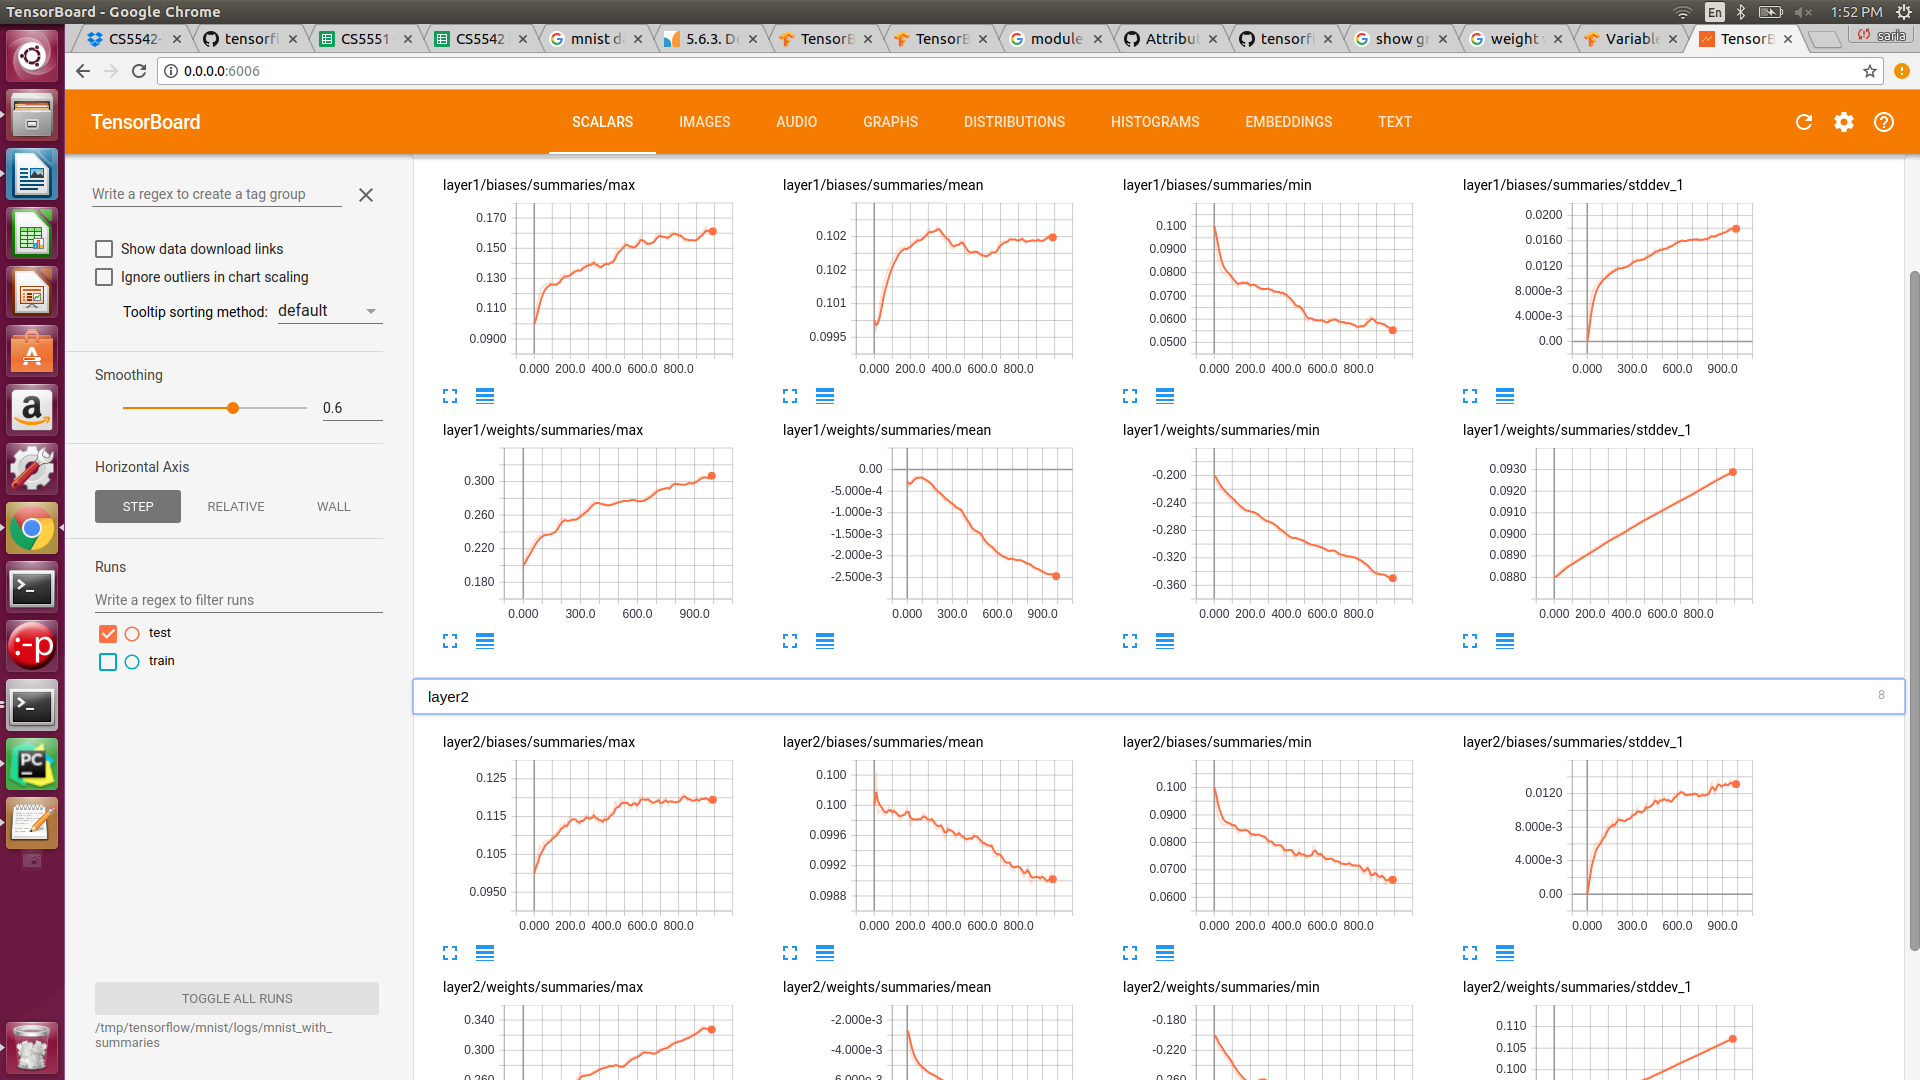 TensorBoard - Google Chrome
En
1:52 PM
CS5542-
tensorfl
CS5551
CS5542
mnist d
5.6.3. D
TensorB
TensorB
module
Attribu
tensorfl
show gr
weight
Variable
TensorB
saria
0.0.0.0:6006
TensorBoard
SCALARS
IMAGES
AUDIO
GRAPHS
DISTRIBUTIONS
HISTOGRAMS
EMBEDDINGS
TEXT
Write a regex to create a tag group
Show data download links
Ignore outliers in chart scaling
Tooltip sorting method: default
Smoothing
0.6
Horizontal Axis
STEP RELATIVE WALL
Runs
Write a regex to filter runs
test
train
TOGGLE ALL RUNS
/tmp/tensorflow/mnist/logs/mnist_with_
summaries
layer1/biases/summaries/max
0.170
0.150
0.130
0.110
0.0900
0.000 200.0 400.0 600.0 800.0
layer1/biases/summaries/mean
0.102
0.102
0.101
0.0995
0.000 200.0 400.0 600.0 800.0
layer1/biases/summaries/min
0.100
0.0900
0.0800
0.0700
0.0600
0.0500
0.000 200.0 400.0 600.0 800.0
layer1/biases/summaries/stddev_1
0.0200
0.0160
0.0120
8.000e-3
4.000e-3
0.00
0.000 300.0 600.0 900.0
layer1/weights/summaries/max
0.300
0.260
0.220
0.180
0.000 300.0 600.0 900.0
layer1/weights/summaries/mean
0.00
-5.000e-4
-1.000e-3
-1.500e-3
-2.000e-3
-2.500e-3
0.000 300.0 600.0 900.0
layer1/weights/summaries/min
-0.200
-0.240
-0.280
-0.320
-0.360
0.000 200.0 400.0 600.0 800.0
layer1/weights/summaries/stddev_1
0.0930
0.0920
0.0910
0.0900
0.0890
0.0880
0.000 200.0 400.0 600.0 800.0
layer2
8
layer2/biases/summaries/max
0.125
0.115
0.105
0.0950
0.000 200.0 400.0 600.0 800.0
layer2/biases/summaries/mean
0.100
0.100
0.0996
0.0992
0.0988
0.000 200.0 400.0 600.0 800.0
layer2/biases/summaries/min
0.100
0.0900
0.0800
0.0700
0.0600
0.000 200.0 400.0 600.0 800.0
layer2/biases/summaries/stddev_1
0.0120
8.000e-3
4.000e-3
0.00
0.000 300.0 600.0 900.0
layer2/weights/summaries/max
0.340
0.300
0.260
layer2/weights/summaries/mean
-2.000e-3
-4.000e-3
-6.000e-3
layer2/weights/summaries/min
-0.180
-0.220
-0.260
layer2/weights/summaries/stddev_1
0.110
0.105
0.100